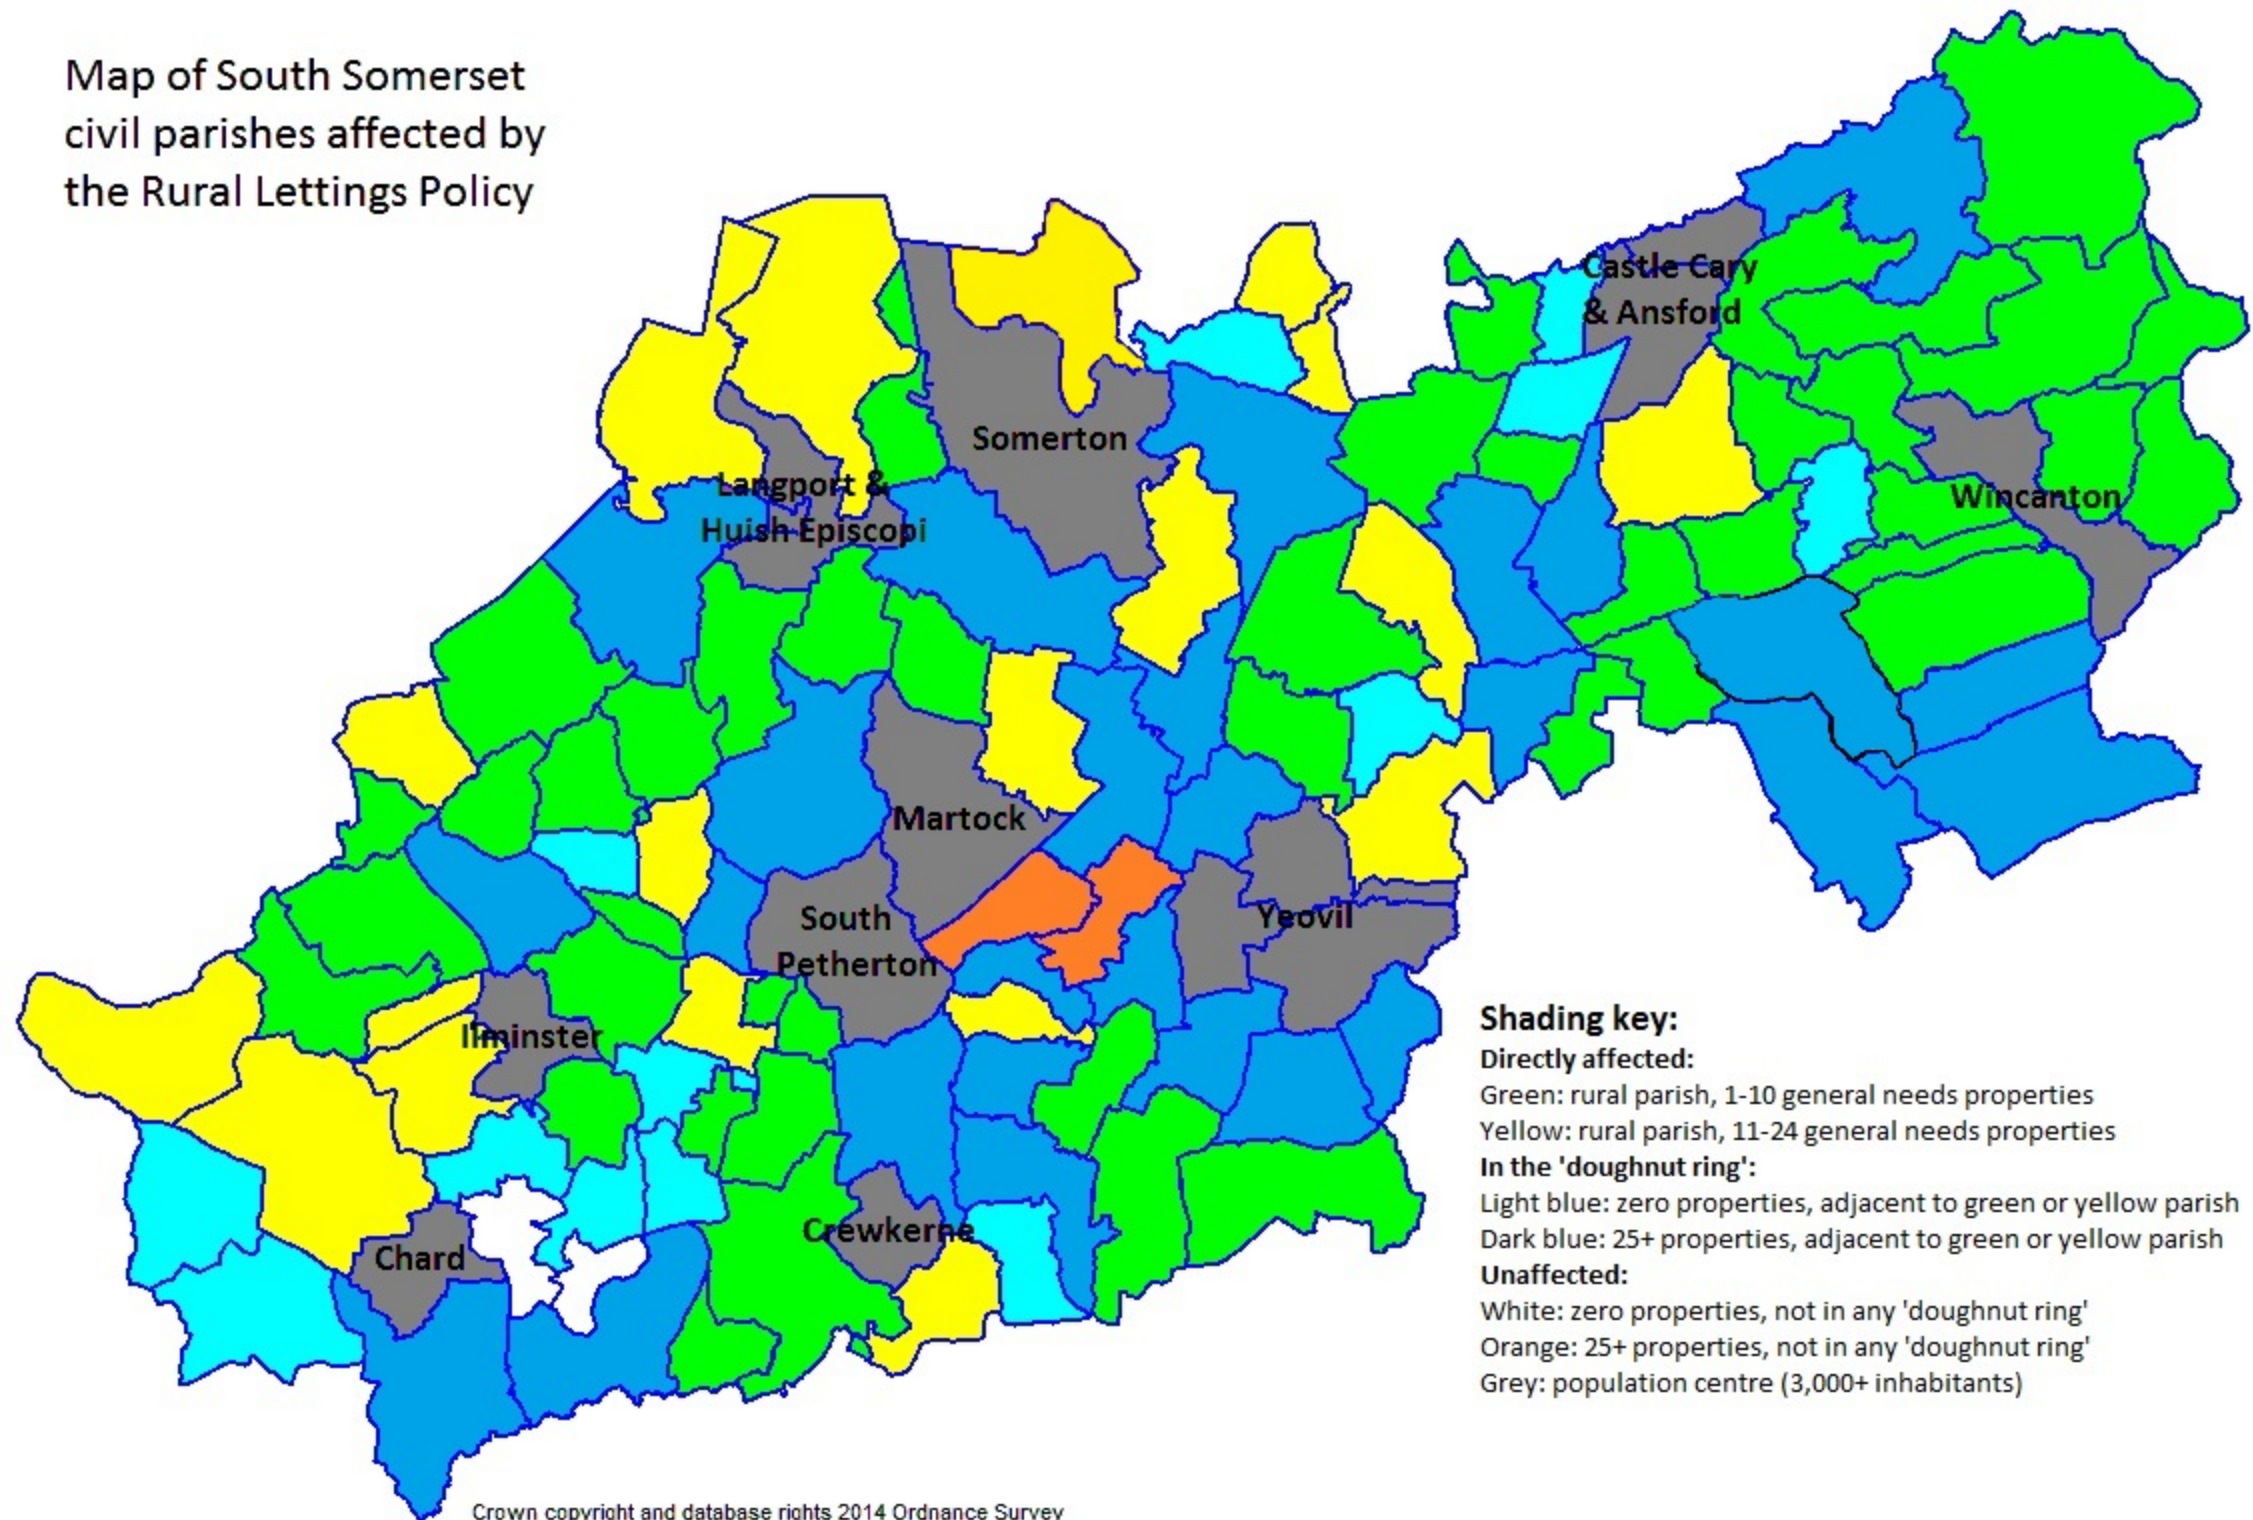 Map of South Somerset
civil parishes affected by
the Rural Lettings Policy
Castle Cary
& Ansford
Somerton
Langport &
Huish Episcopi
Wincanton
Martock
South
Petherton
Yeovil
Ilminster
Crewkerne
Chard
Shading key:
Directly affected:
Green: rural parish, 1-10 general needs properties
Yellow: rural parish, 11-24 general needs properties
In the 'doughnut ring':
Light blue: zero properties, adjacent to green or yellow parish
Dark blue: 25+ properties, adjacent to green or yellow parish
Unaffected:
White: zero properties, not in any 'doughnut ring'
Orange: 25+ properties, not in any 'doughnut ring'
Grey: population centre (3,000+ inhabitants)
Crown copyright and database rights 2014 Ordnance Survey